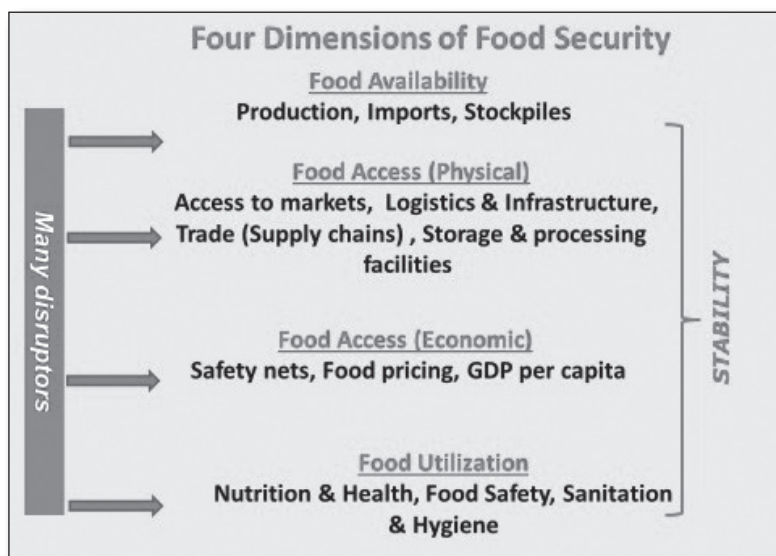 Four Dimensions of Food Security
Food Availability
Production, Imports, Stockpiles
Food Access (Physical)
Access to markets, Logistics & Infrastructure,
Trade (Supply chains) , Storage & processing
facilities
Food Access (Economic)
Safety nets, Food pricing, GDP per capita
Food Utilization
Nutrition & Health, Food Safety, Sanitation
& Hygiene
Many disruptors
STABILITY